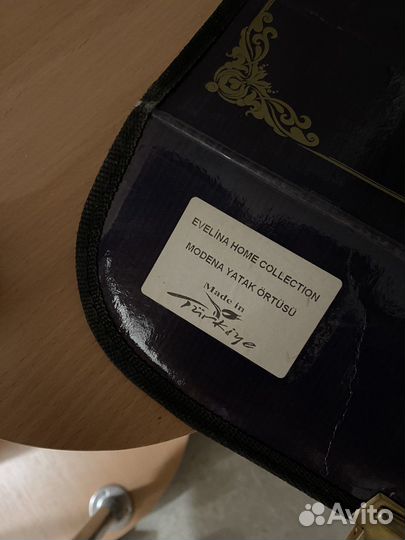 EVELİNA HOME COLLECTION
MODENA YATAK ÖRTÜSÜ
Made in
Türkiye
Avito